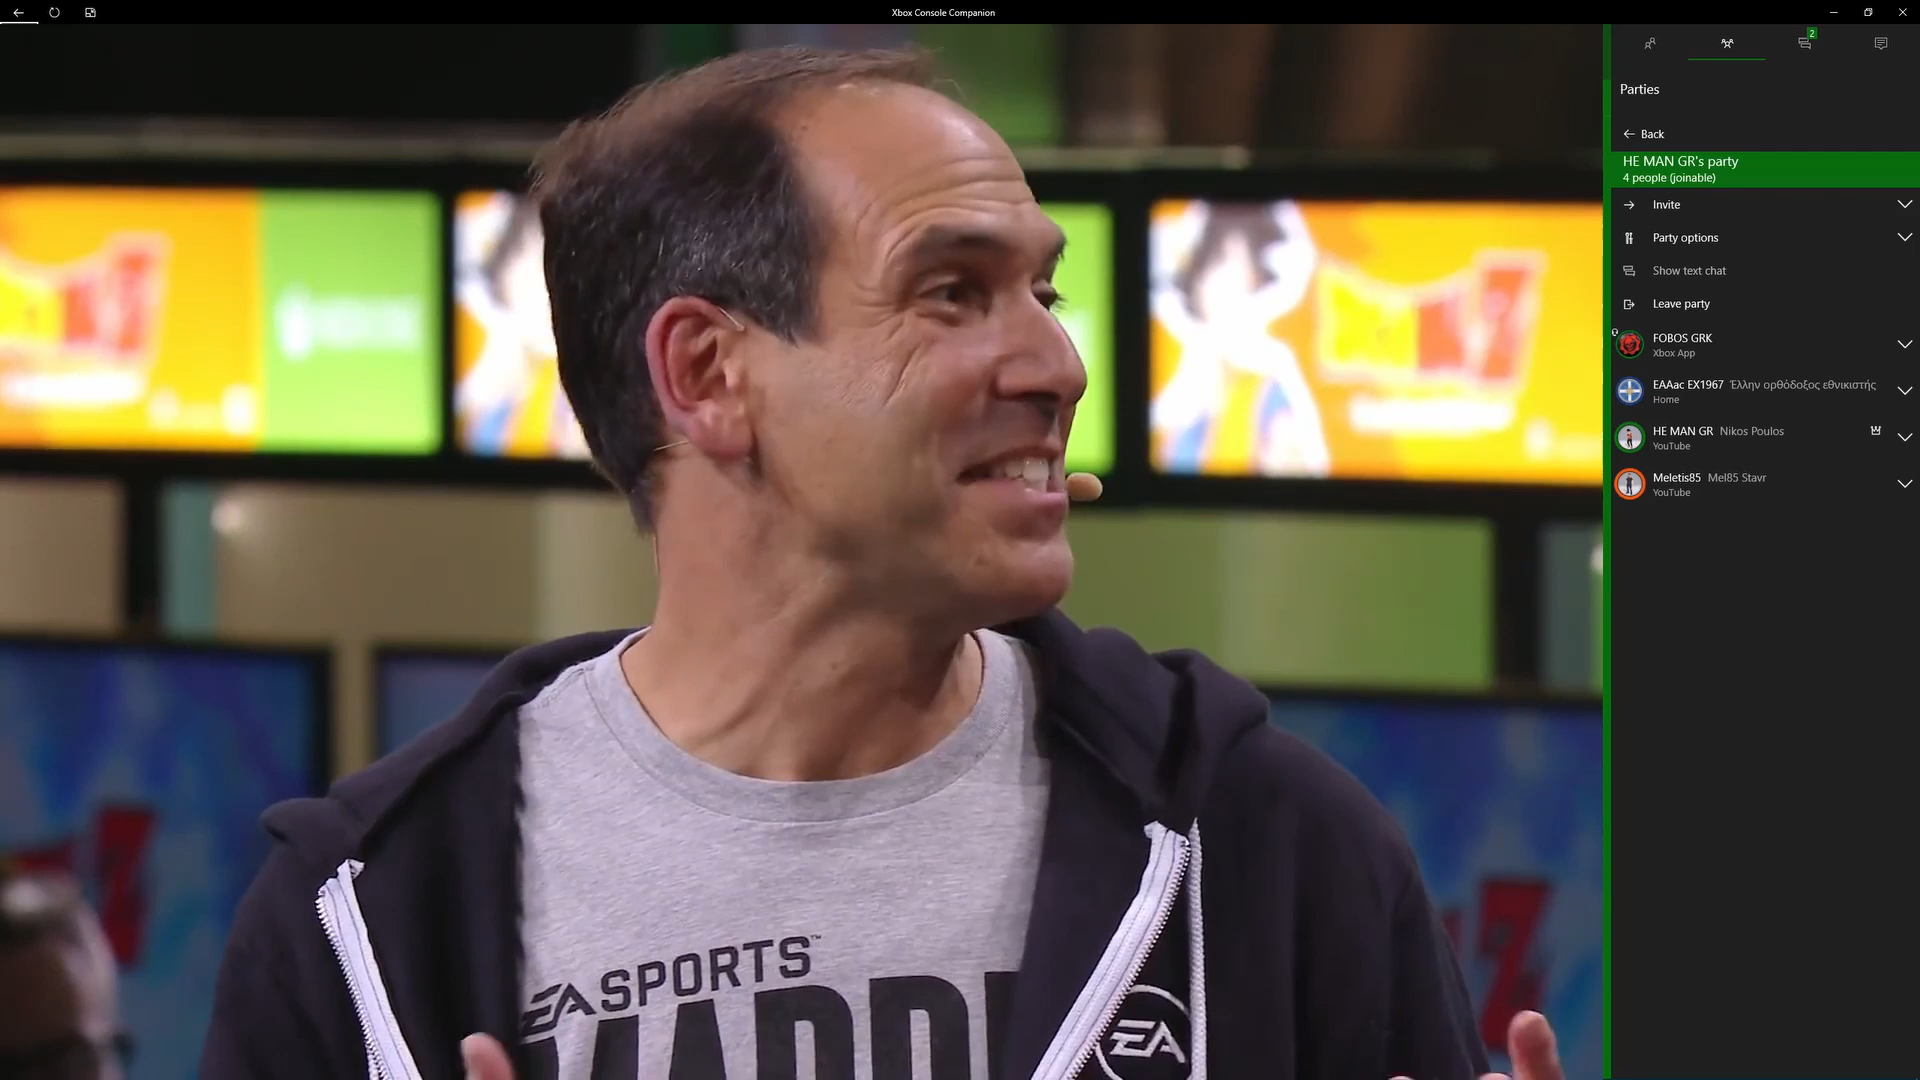 Xbox Console Companion
2
Parties
Back
HE MAN GR's party
4 people (joinable)
Invite
Party options
Show text chat
Leave party
FOBOS GRK
Xbox App
EAAac EX1967 Έλλην ορθόδοξος εθνικιστής
Home
HE MAN GR Nikos Poulos
YouTube
Meletis85 Mel85 Stavr
YouTube
EA SPORTS™
EA